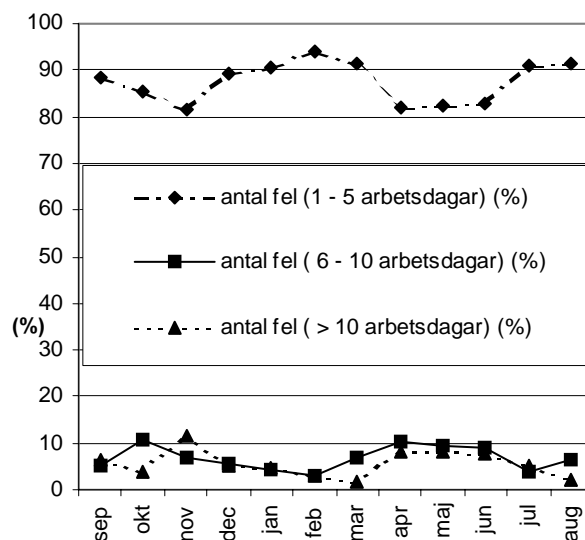 100
90
80
70
60
50
40
30
20
10
0
(%)
antal fel (1 - 5 arbetsdagar) (%)
antal fel ( 6 - 10 arbetsdagar) (%)
antal fel ( > 10 arbetsdagar) (%)
sep
okt
nov
dec
jan
feb
mar
apr
maj
jun
jul
aug